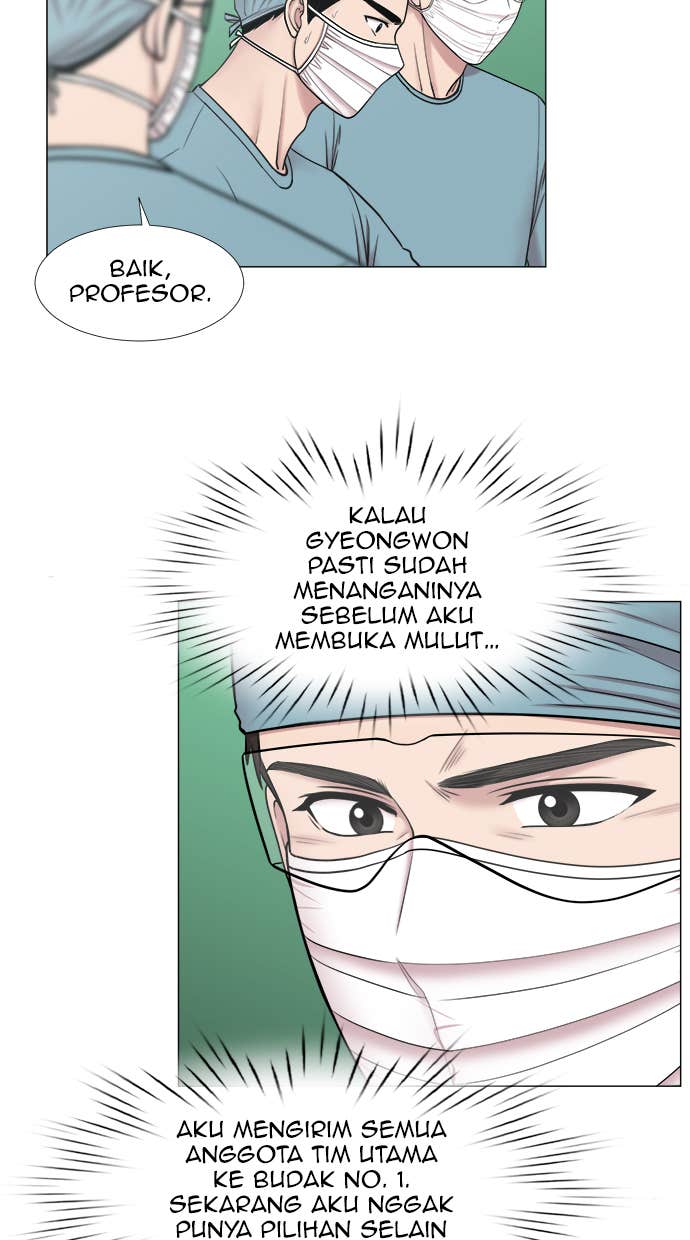 BAIK,
PROFESOR.
KALAU
GYEONGWON
PASTI SUDAH
MENANGANINYA
SEBELUM AKU
MEMBUKA MULUT...
AKU MENGIRIM SEMUA
ANGGOTA TIM UTAMA
KE BUDAK NO. 1.
SEKARANG AKU NGGAK
PUNYA PILIHAN SELAIN